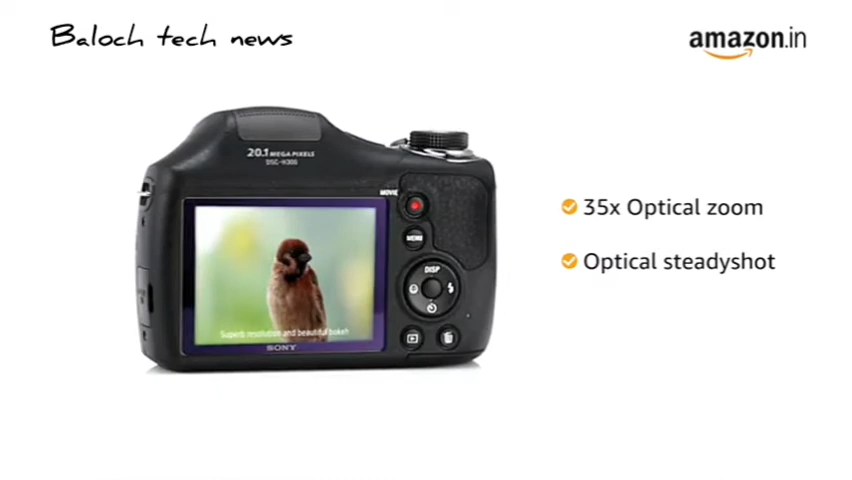 Baloch tech news
amazon.in
20.1 MEGA PIXELS
DSC-H300
MOVIE
MENU
DISP
Superb resolution and beautiful bokeh
SONY
35x Optical zoom
Optical steadyshot